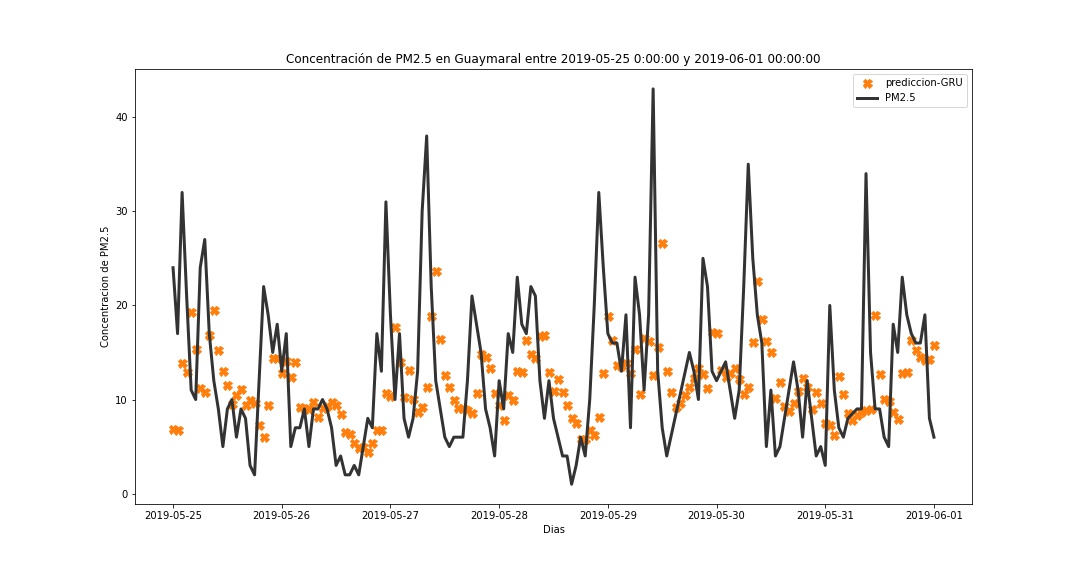 Concentración de PM2.5 en Guaymaral entre 2019-05-25 0:00:00 y 2019-06-01 00:00:00
prediccion-GRU
PM2.5
Concentracion de PM2.5
40
30
20
10
0
2019-05-25 2019-05-26 2019-05-27 2019-05-28 2019-05-29 2019-05-30 2019-05-31 2019-06-01
Dias